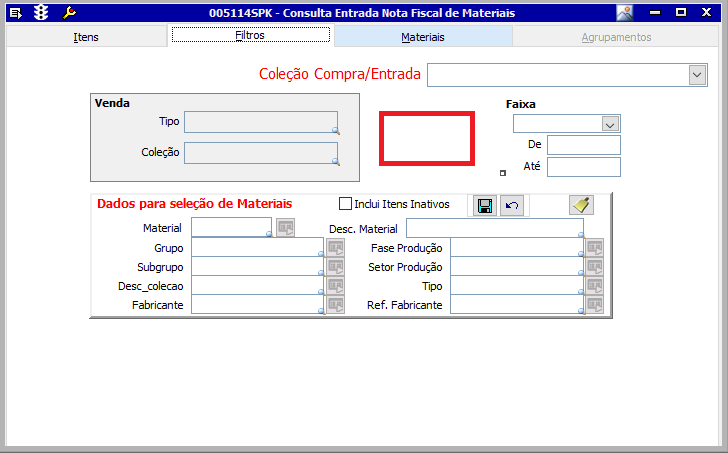 005114SPK - Consulta Entrada Nota Fiscal de Materiais
Itens Filtros Materiais Agrupamentos
Coleção Compra/Entrada
Venda
Tipo
Coleção
Faixa
De
Até
Dados para seleção de Materiais
Inclui Itens Inativos
Material Desc. Material
Grupo Fase Produção
Subgrupo Setor Produção
Desc_colecao Tipo
Fabricante Ref. Fabricante